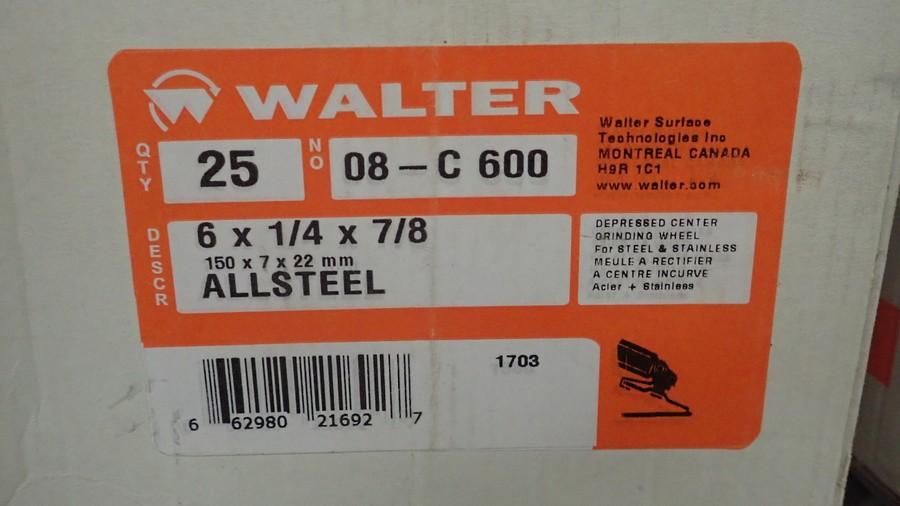 WALTER
QTY 25
NO 08 - C 600
Walter Surface
Technologies Inc
MONTREAL CANADA
H9R 1C1
www.walter.com
DESCR
6 x 1/4 x 7/8
150 x 7 x 22 mm
ALLSTEEL
DEPRESSED CENTER
GRINDING WHEEL
For STEEL & STAINLESS
MEULE A RECTIFIER
A CENTRE INCURVE
Acier + Stainless
1703
6 62980 21692 7